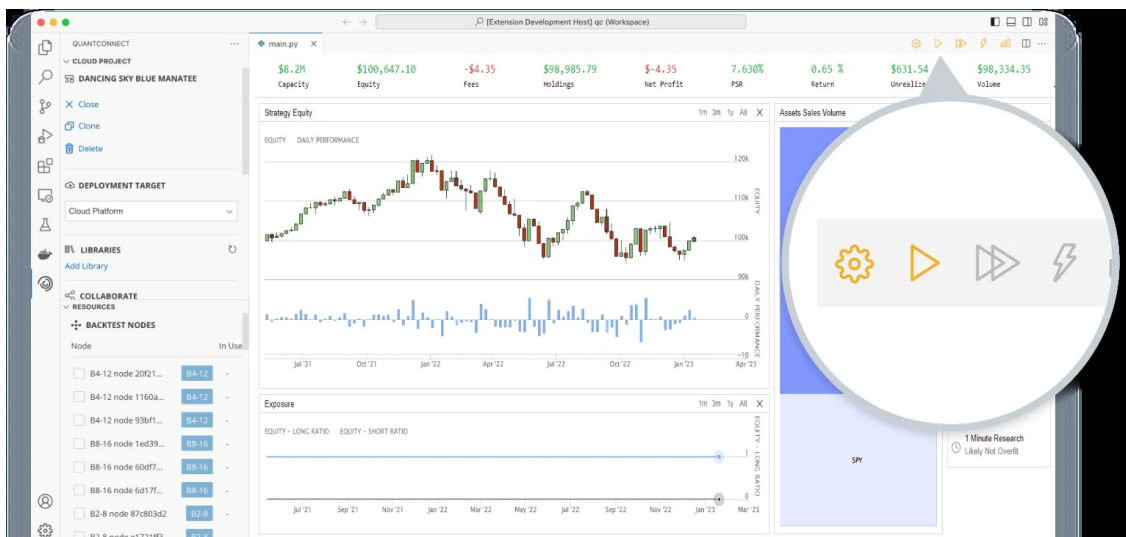 [Extension Development Host] qc (Workspace)
QUANTCONNECT
CLOUD PROJECT
DANCING SKY BLUE MANATEE
Close
Clone
Delete
DEPLOYMENT TARGET
Cloud Platform
LIBRARIES
Add Library
COLLABORATE
RESOURCES
BACKTEST NODES
Node In Use
B4-12 node 20f21... B4-12 -
B4-12 node 1160a... B4-12 -
B4-12 node 93bf1... B4-12 -
B8-16 node 1ed39... B8-16 -
B8-16 node 60df7... B8-16 -
B8-16 node 6d17f... B8-16 -
B2-8 node 87c803d2 B2-8 -
main.py
$8.2M $100,647.10 -$4.35 $98,985.79 $-4.35 7.630% 0.65 % $631.54 $98,334.35
Capacity Equity Fees Holdings Net Profit PSR Return Unrealize Volume
Strategy Equity 1m 3m 1y All
EQUITY DAILY PERFORMANCE
120k
110k
100k
90k
EQUITY
0
-10
DAILY PERFORMANCE
Jul '21 Oct '21 Jan '22 Apr '22 Jul '22 Oct '22 Jan '23 Apr '23
Exposure 1m 3m 1y All
EQUITY - LONG RATIO EQUITY - SHORT RATIO
1
0
EQUITY - LONG RATIO
Jul '21 Sep '21 Nov '21 Jan '22 Mar '22 May '22 Jul '22 Sep '22 Nov '22 Jan '23 Mar '23
Assets Sales Volume
SPY
1 Minute Research
Likely Not Overfit